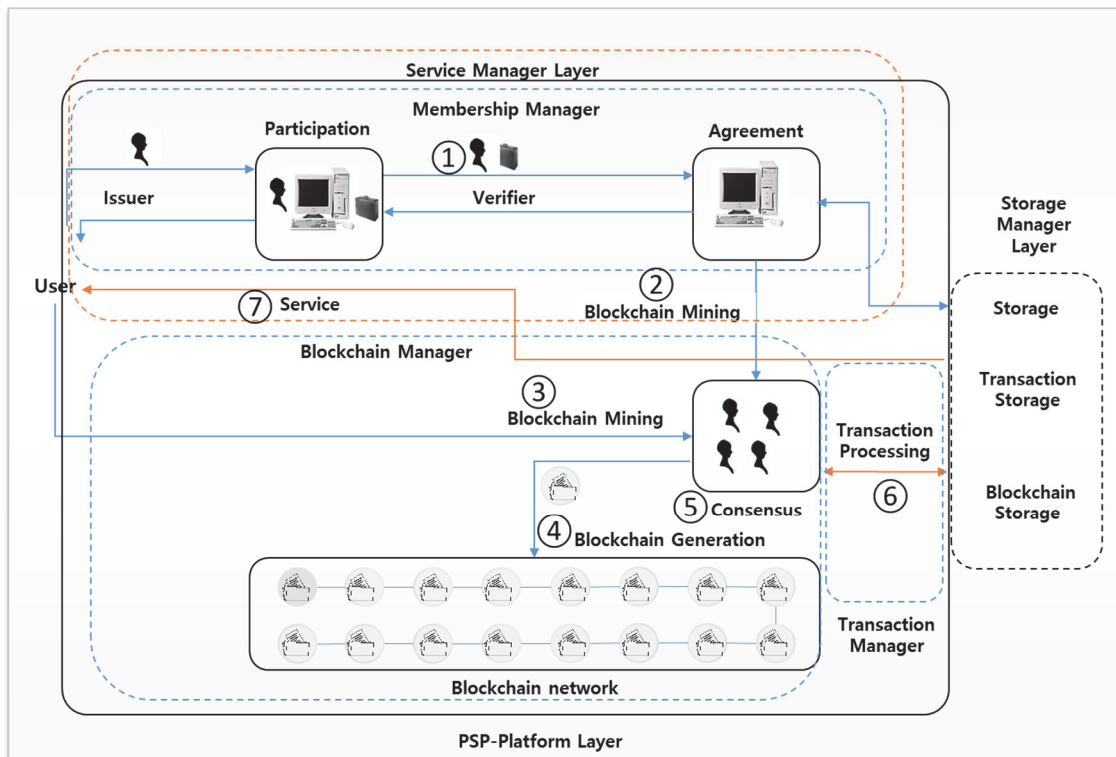 Service Manager Layer
Membership Manager
Participation
Agreement
①
Issuer
Verifier
Storage
Manager
Layer
User
⑦ Service
②
Blockchain Mining
Storage
Blockchain Manager
Transaction
Storage
③
Blockchain Mining
Transaction
Processing
⑥
Blockchain
Storage
⑤ Consensus
④ Blockchain Generation
Transaction
Manager
Blockchain network
PSP-Platform Layer